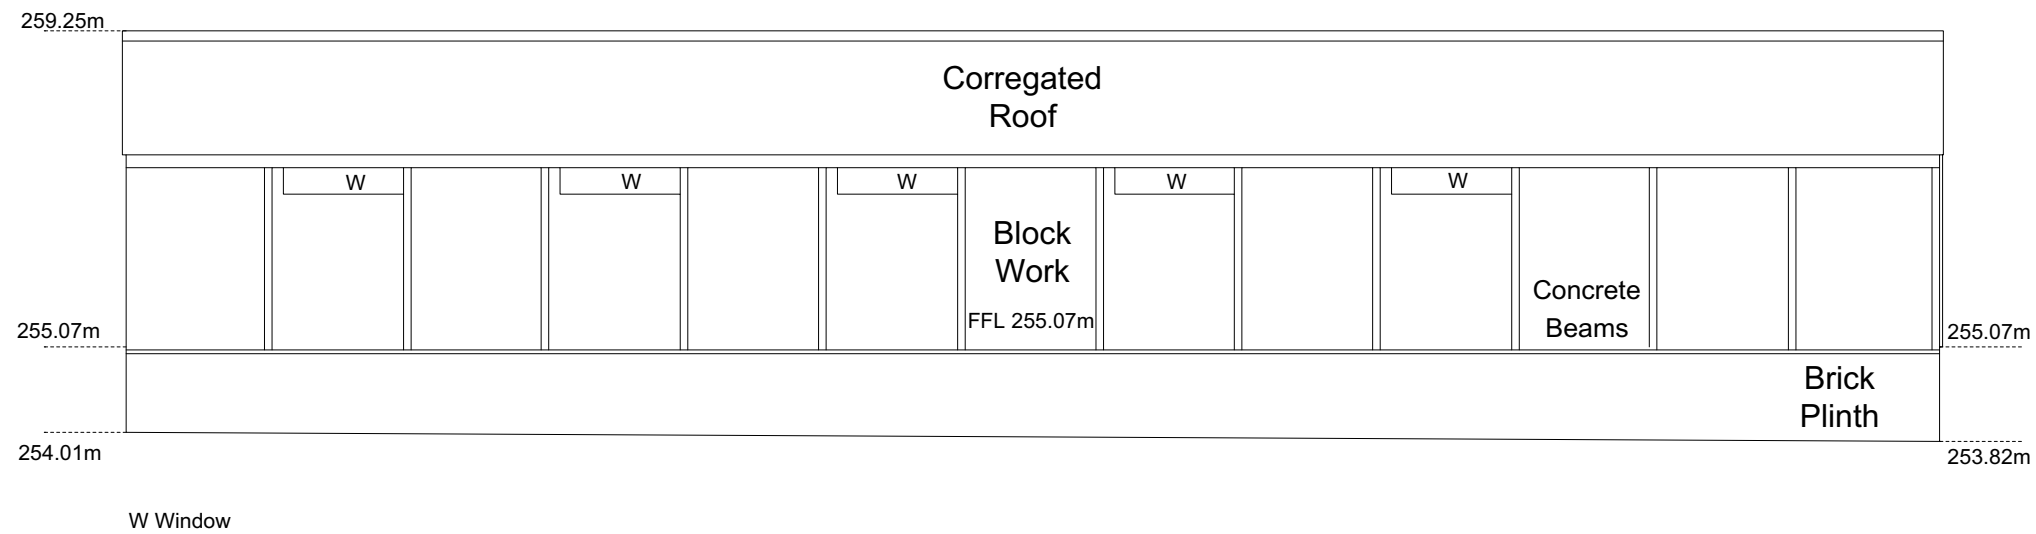 259.25m
Corregated
Roof
W W W W W
Block
Work
Concrete
Beams
FFL 255.07m
255.07m
255.07m
Brick
Plinth
254.01m
253.82m
W Window